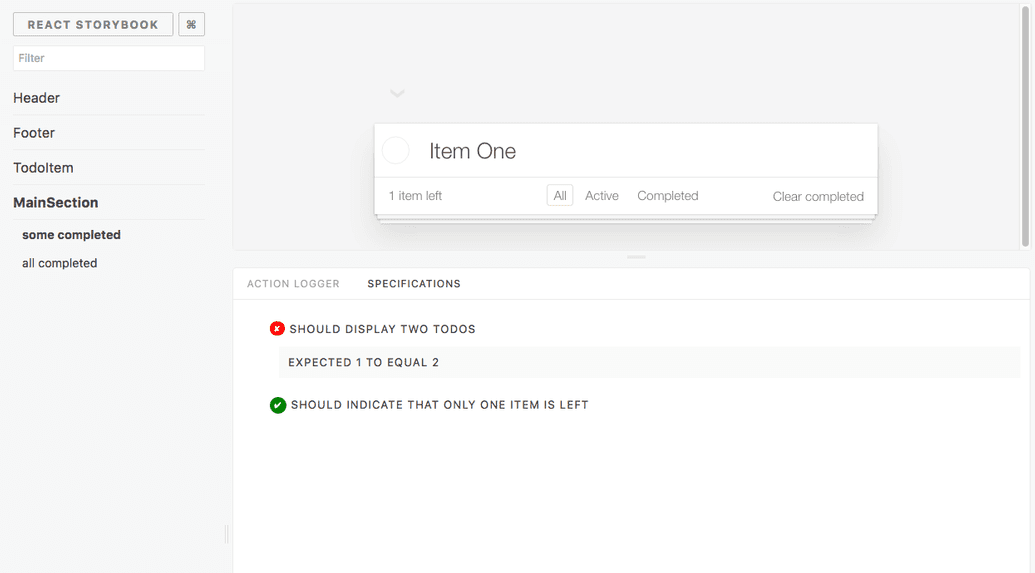 REACT STORYBOOK ⌘
Filter
Header
Footer
TodoItem
MainSection
some completed
all completed
Item One
1 item left All Active Completed Clear completed
ACTION LOGGER SPECIFICATIONS
SHOULD DISPLAY TWO TODOS
EXPECTED 1 TO EQUAL 2
SHOULD INDICATE THAT ONLY ONE ITEM IS LEFT